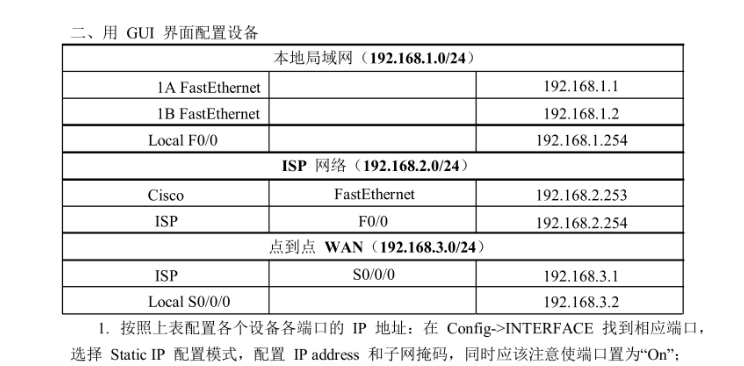 二、用 GUI 界面配置设备
本地局域网（192.168.1.0/24）
1A FastEthernet 192.168.1.1
1B FastEthernet 192.168.1.2
Local F0/0 192.168.1.254
ISP 网络（192.168.2.0/24）
Cisco FastEthernet 192.168.2.253
ISP F0/0 192.168.2.254
点到点 WAN（192.168.3.0/24）
ISP S0/0/0 192.168.3.1
Local S0/0/0 192.168.3.2
1. 按照上表配置各个设备各端口的 IP 地址：在 Config->INTERFACE 找到相应端口，
选择 Static IP 配置模式，配置 IP address 和子网掩码，同时应该注意使端口置为“On”；